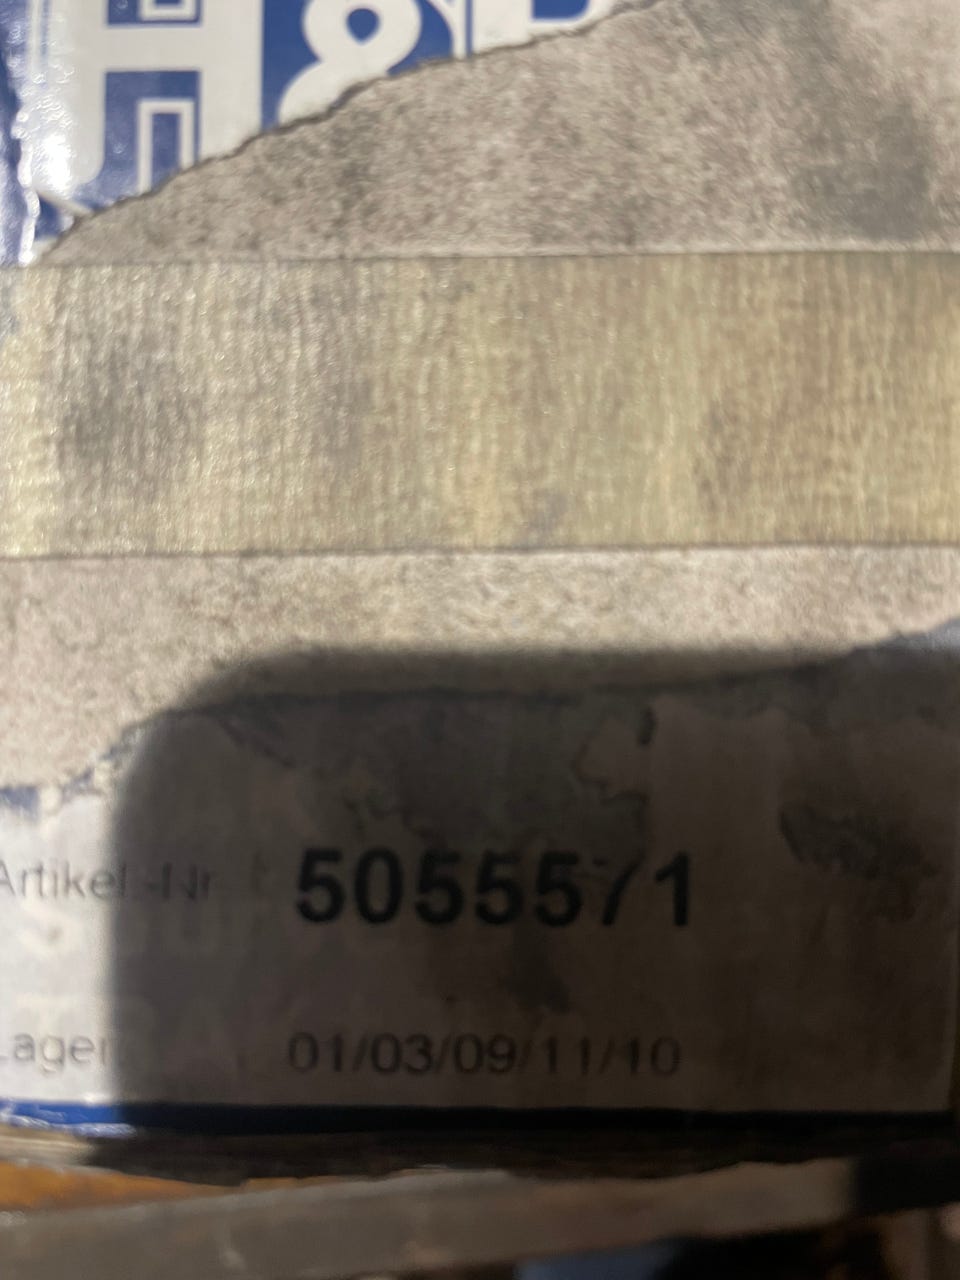 H&R
Artikel.-Nr
5055571
Lager
01/03/09/11/10